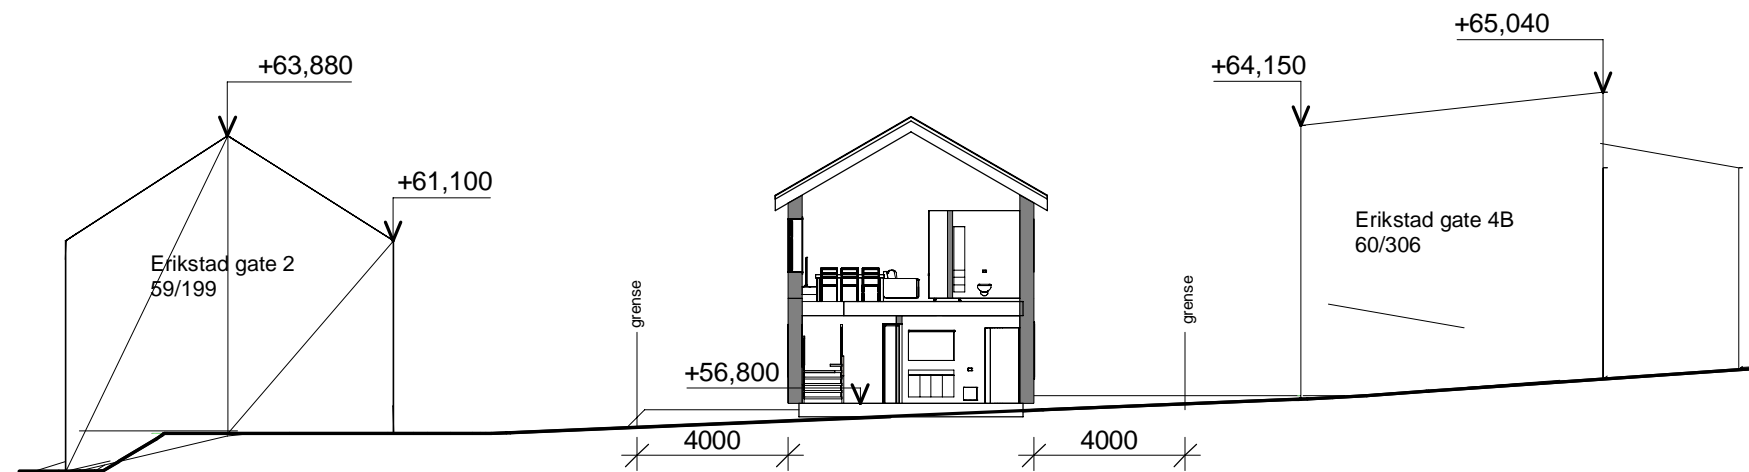 +65,040
+63,880
+64,150
+61,100
Erikstad gate 4B
60/306
Erikstad gate 2
59/199
grense
grense
+56,800
4000
4000